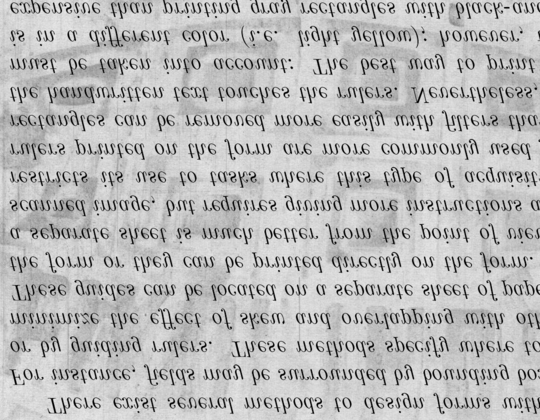 There exist several methods to design forms with
For instance, fields may be surrounded by bounding bo
or by guiding rulers. These methods specify where to
minimize the effect of skew and overlapping with oth
These guides can be located on a separate sheet of pape
the form or they can be printed directly on the form.
a separate sheet is much better from the point of view
scanned image, but requires giving more instructions a
restricts its use to tasks where this type of acquisit
rulers printed on the form are more commonly used
rectangles can be removed more easily with filters tha
the handwritten text touches the rulers. Nevertheless,
must be taken into account: The best way to print
is in a different color (i.e. light yellow); however,
expensive than printing gray rectangles with black-and